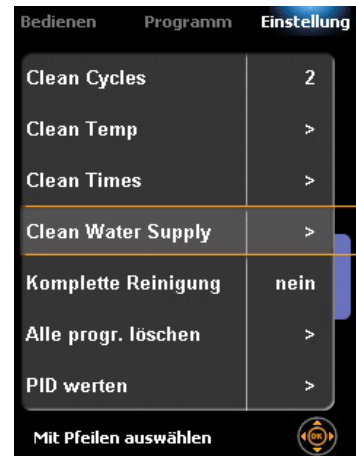 Bedienen Programm Einstellung
Clean Cycles 2
Clean Temp >
Clean Times >
Clean Water Supply >
Komplette Reinigung nein
Alle progr. löschen >
PID werten >
Mit Pfeilen auswählen OK